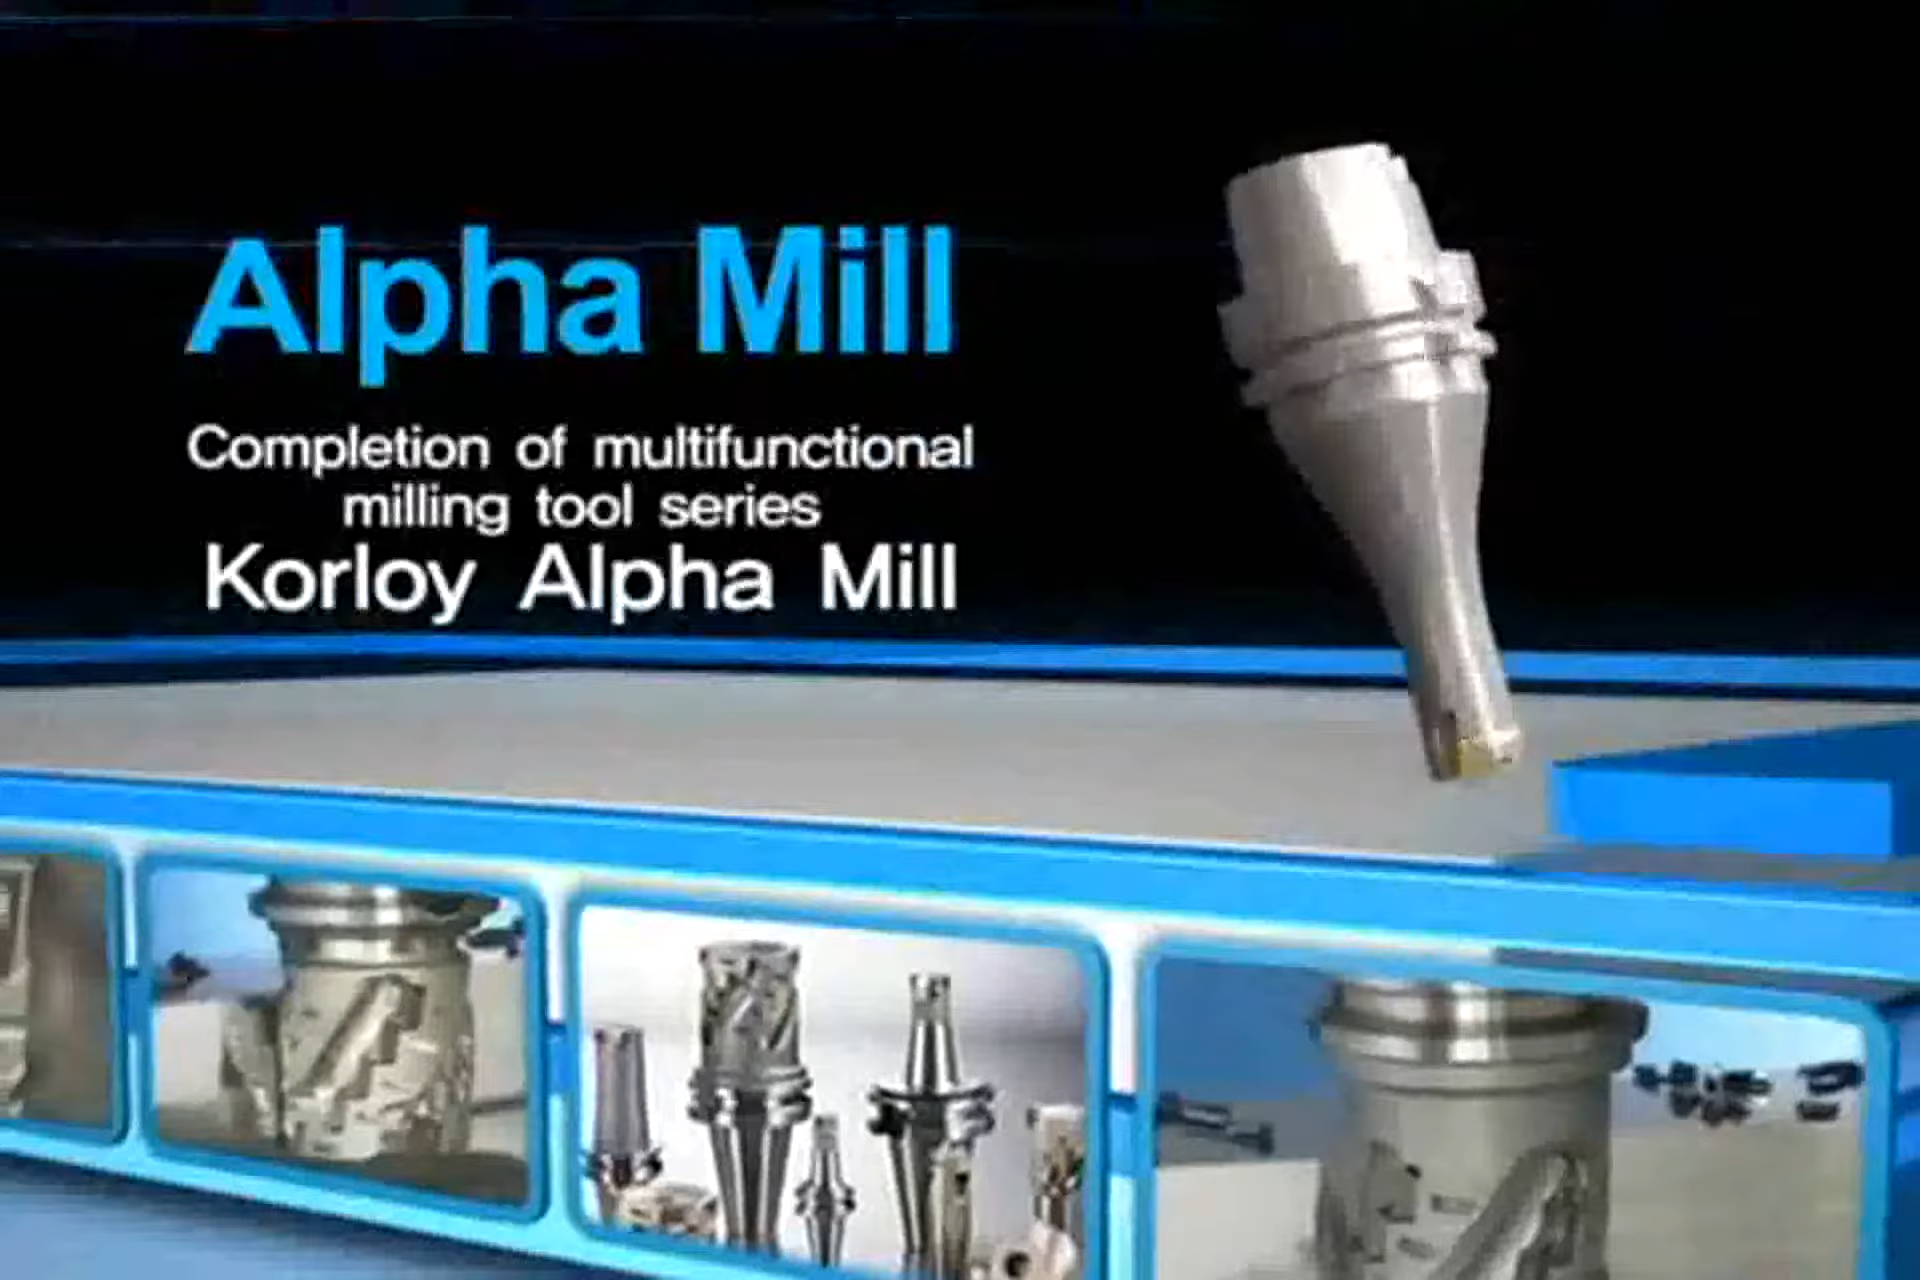 Alpha Mill
Completion of multifunctional
milling tool series
Korloy Alpha Mill